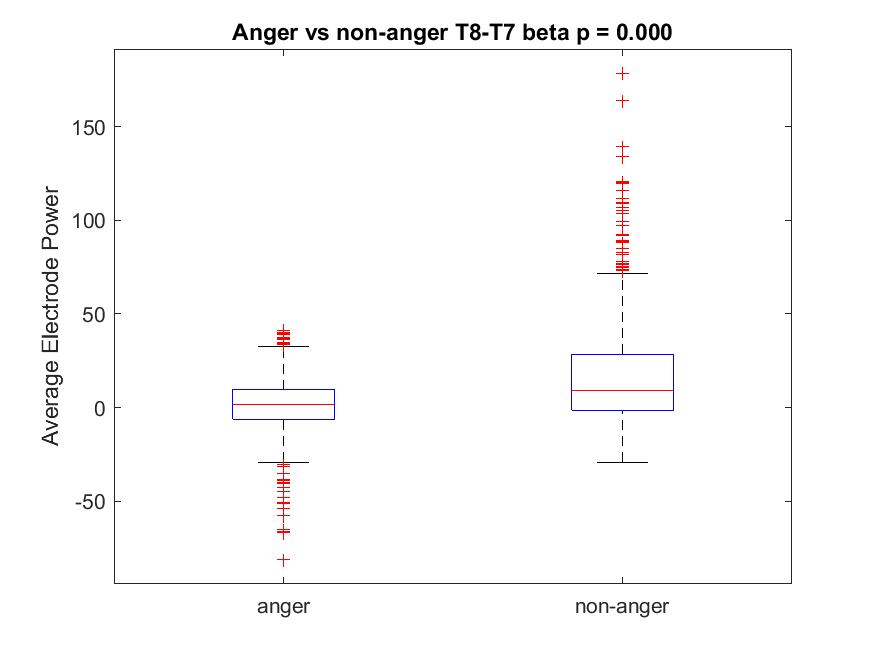 Anger vs non-anger T8-T7 beta p = 0.000
Average Electrode Power
150
100
50
0
-50
anger non-anger